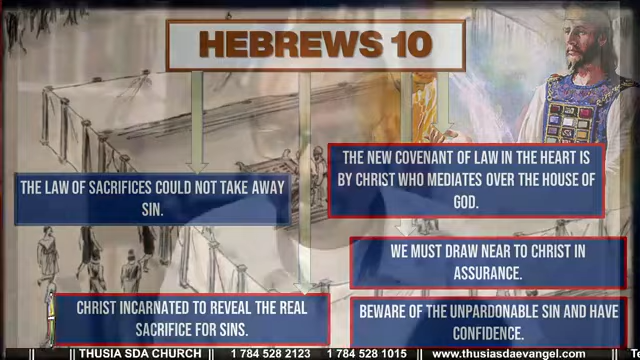 HEBREWS 10
THE LAW OF SACRIFICES COULD NOT TAKE AWAY
SIN.
CHRIST INCARNATED TO REVEAL THE REAL
SACRIFICE FOR SINS.
THE NEW COVENANT OF LAW IN THE HEART IS
BY CHRIST WHO MEDIATES OVER THE HOUSE OF
GOD.
WE MUST DRAW NEAR TO CHRIST IN
ASSURANCE.
BEWARE OF THE UNPARDONABLE SIN AND HAVE
CONFIDENCE.
|| THUSIA SDA CHURCH || 1 784 528 2123 1 784 528 1015 || www.thusiasdaevangel.com ||